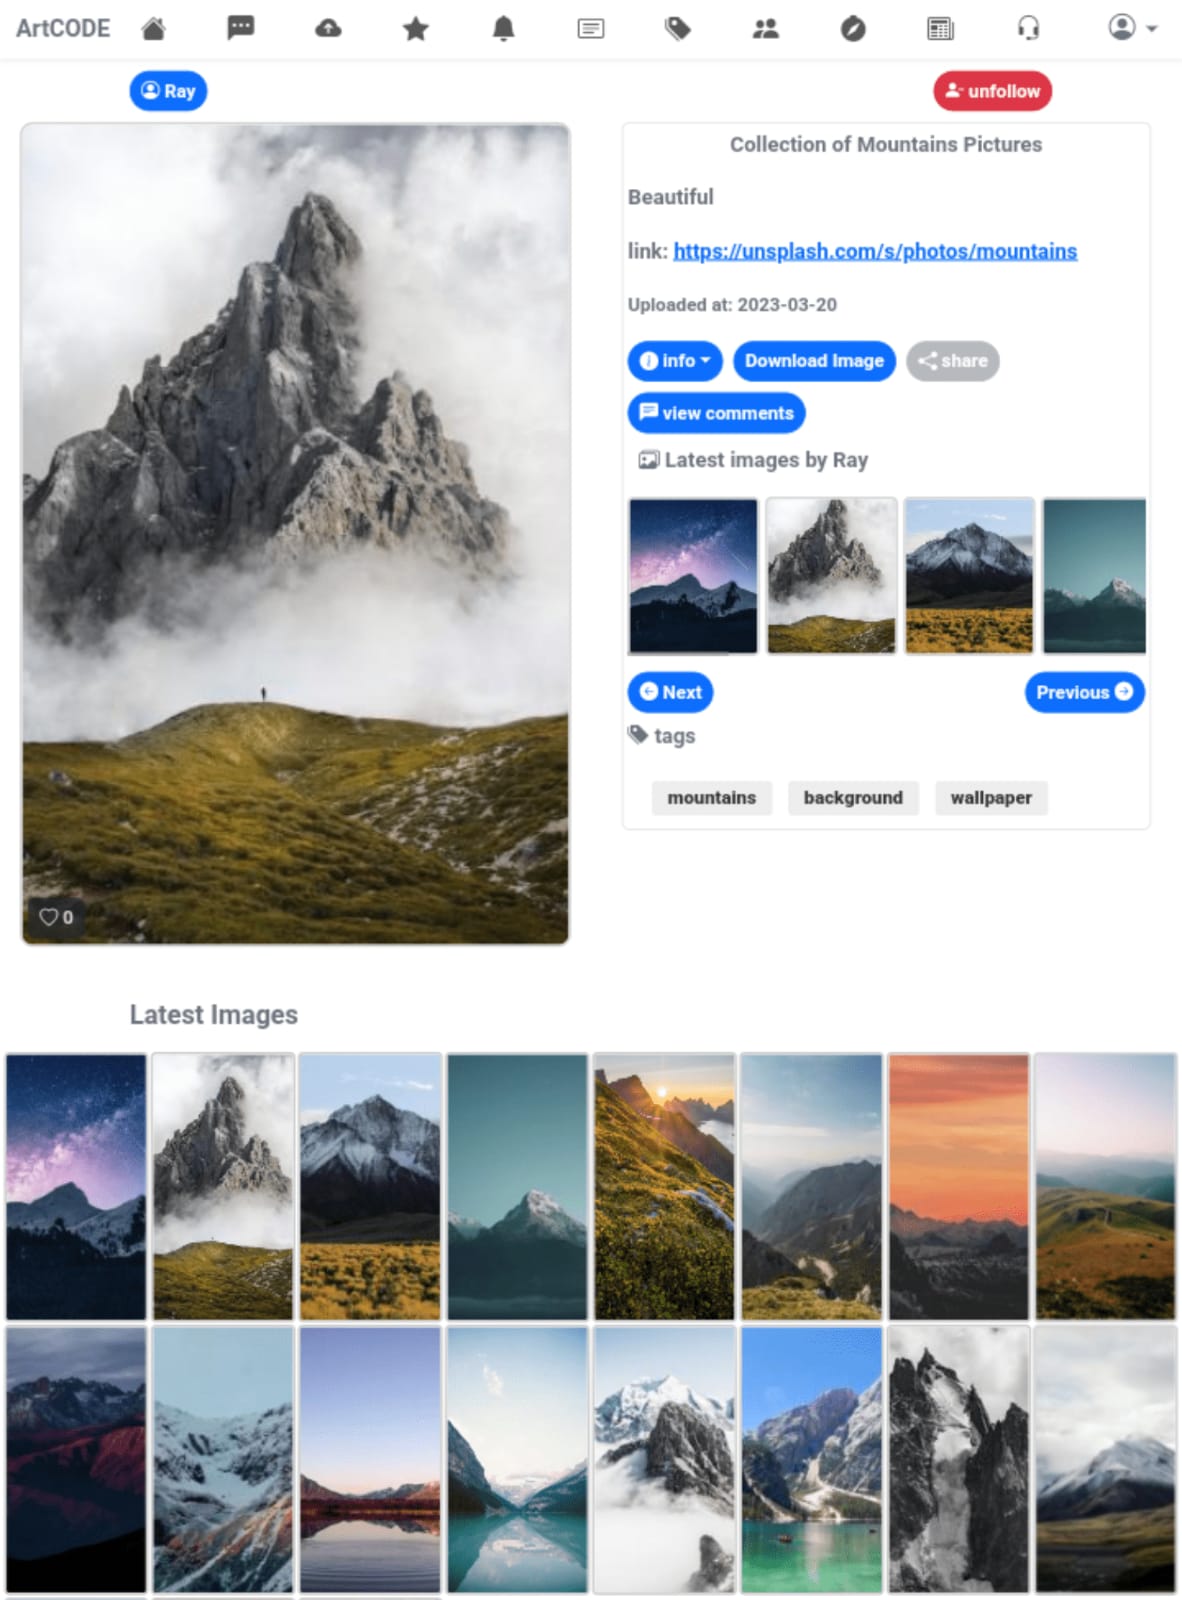 ArtCODE
Ray
unfollow
Collection of Mountains Pictures
Beautiful
link: https://unsplash.com/s/photos/mountains
Uploaded at: 2023-03-20
info Download Image share
view comments
Latest images by Ray
Next Previous
tags
mountains background wallpaper
0
Latest Images